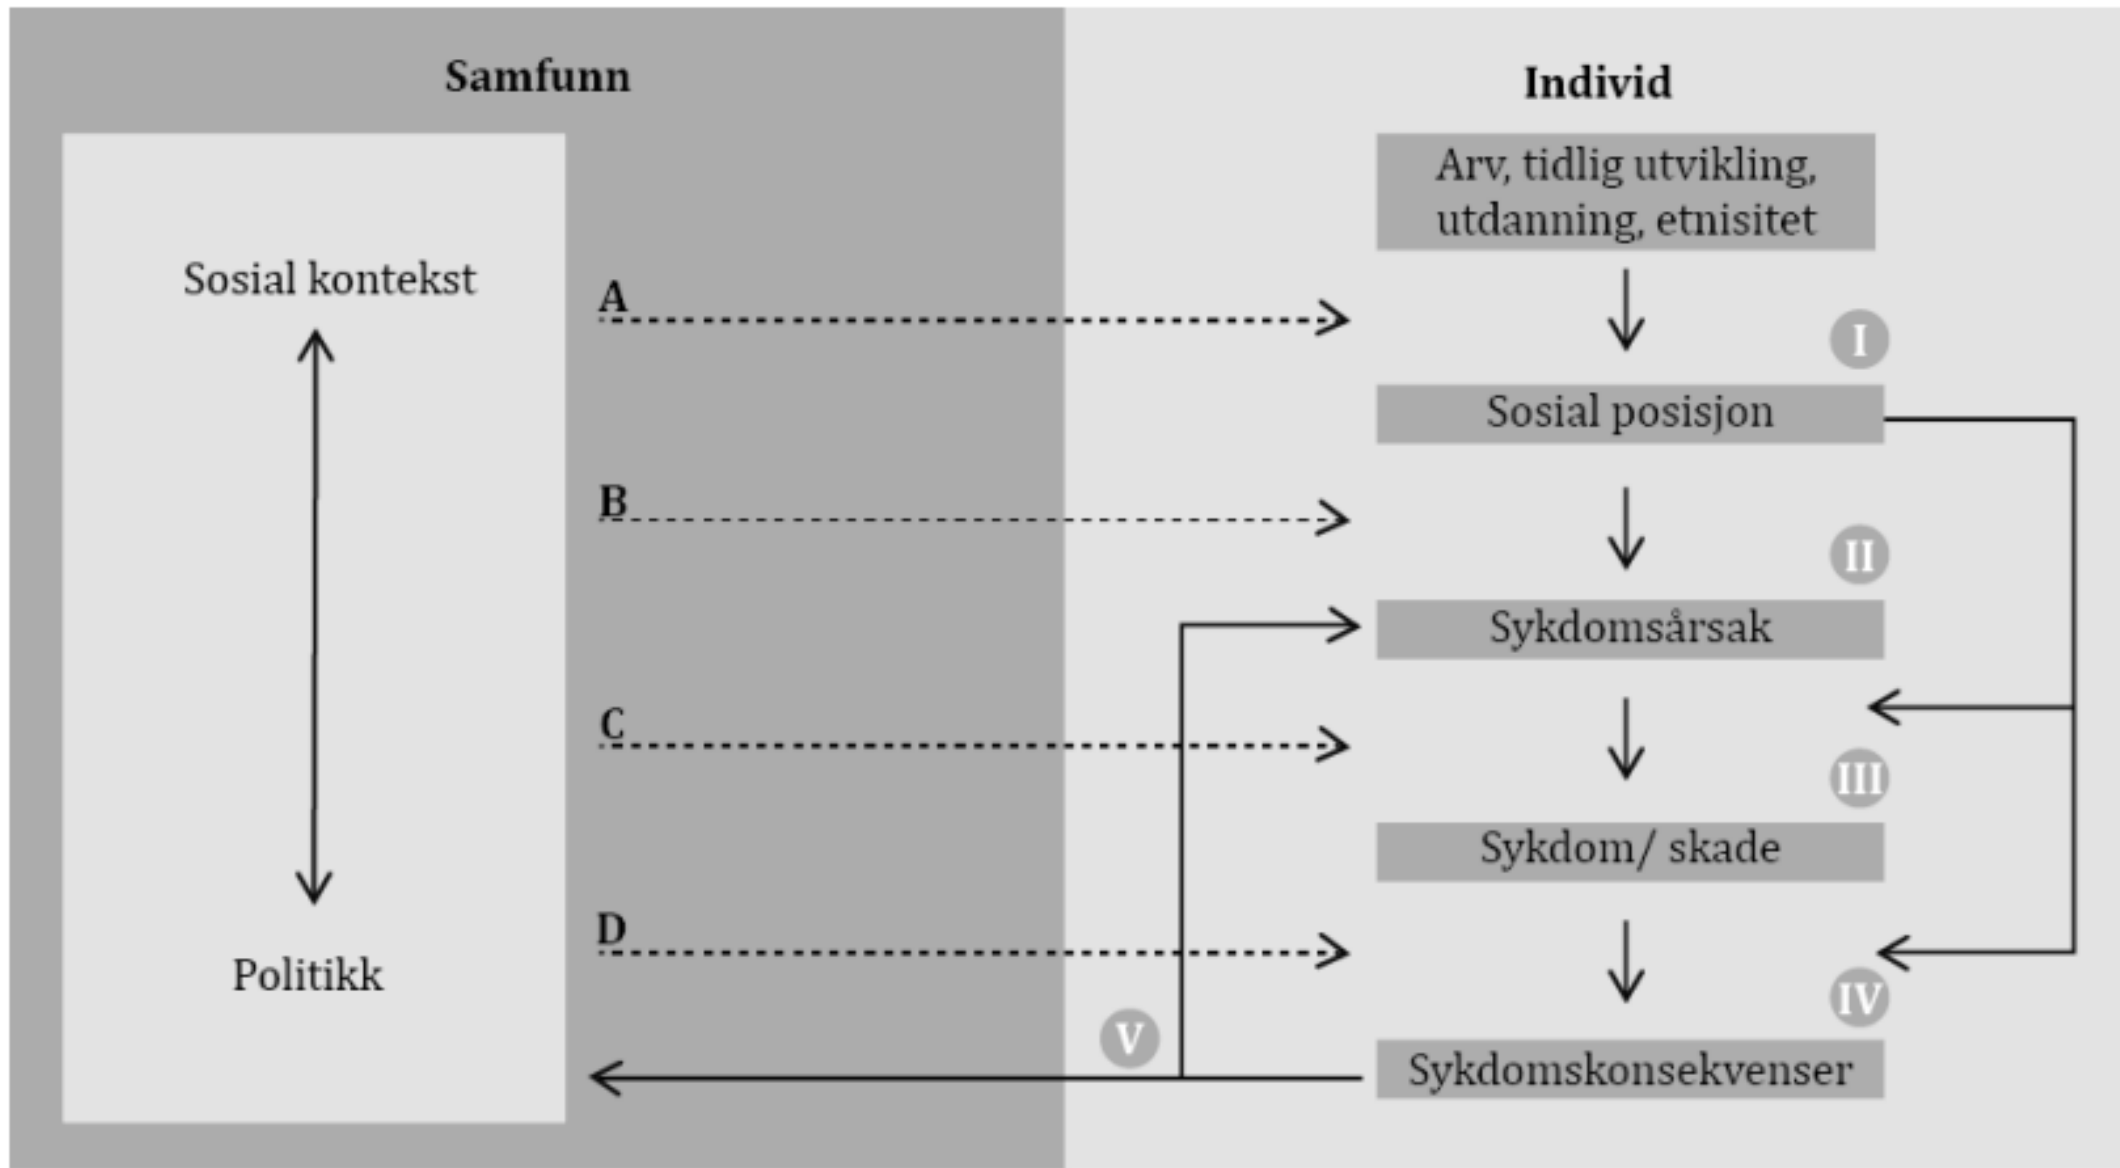 Samfunn
Sosial kontekst
Politikk
A
B
C
D
V
Individ
Arv, tidlig utvikling,
utdanning, etnisitet
I
Sosial posisjon
II
Sykdomsårsak
III
Sykdom/ skade
IV
Sykdomskonsekvenser